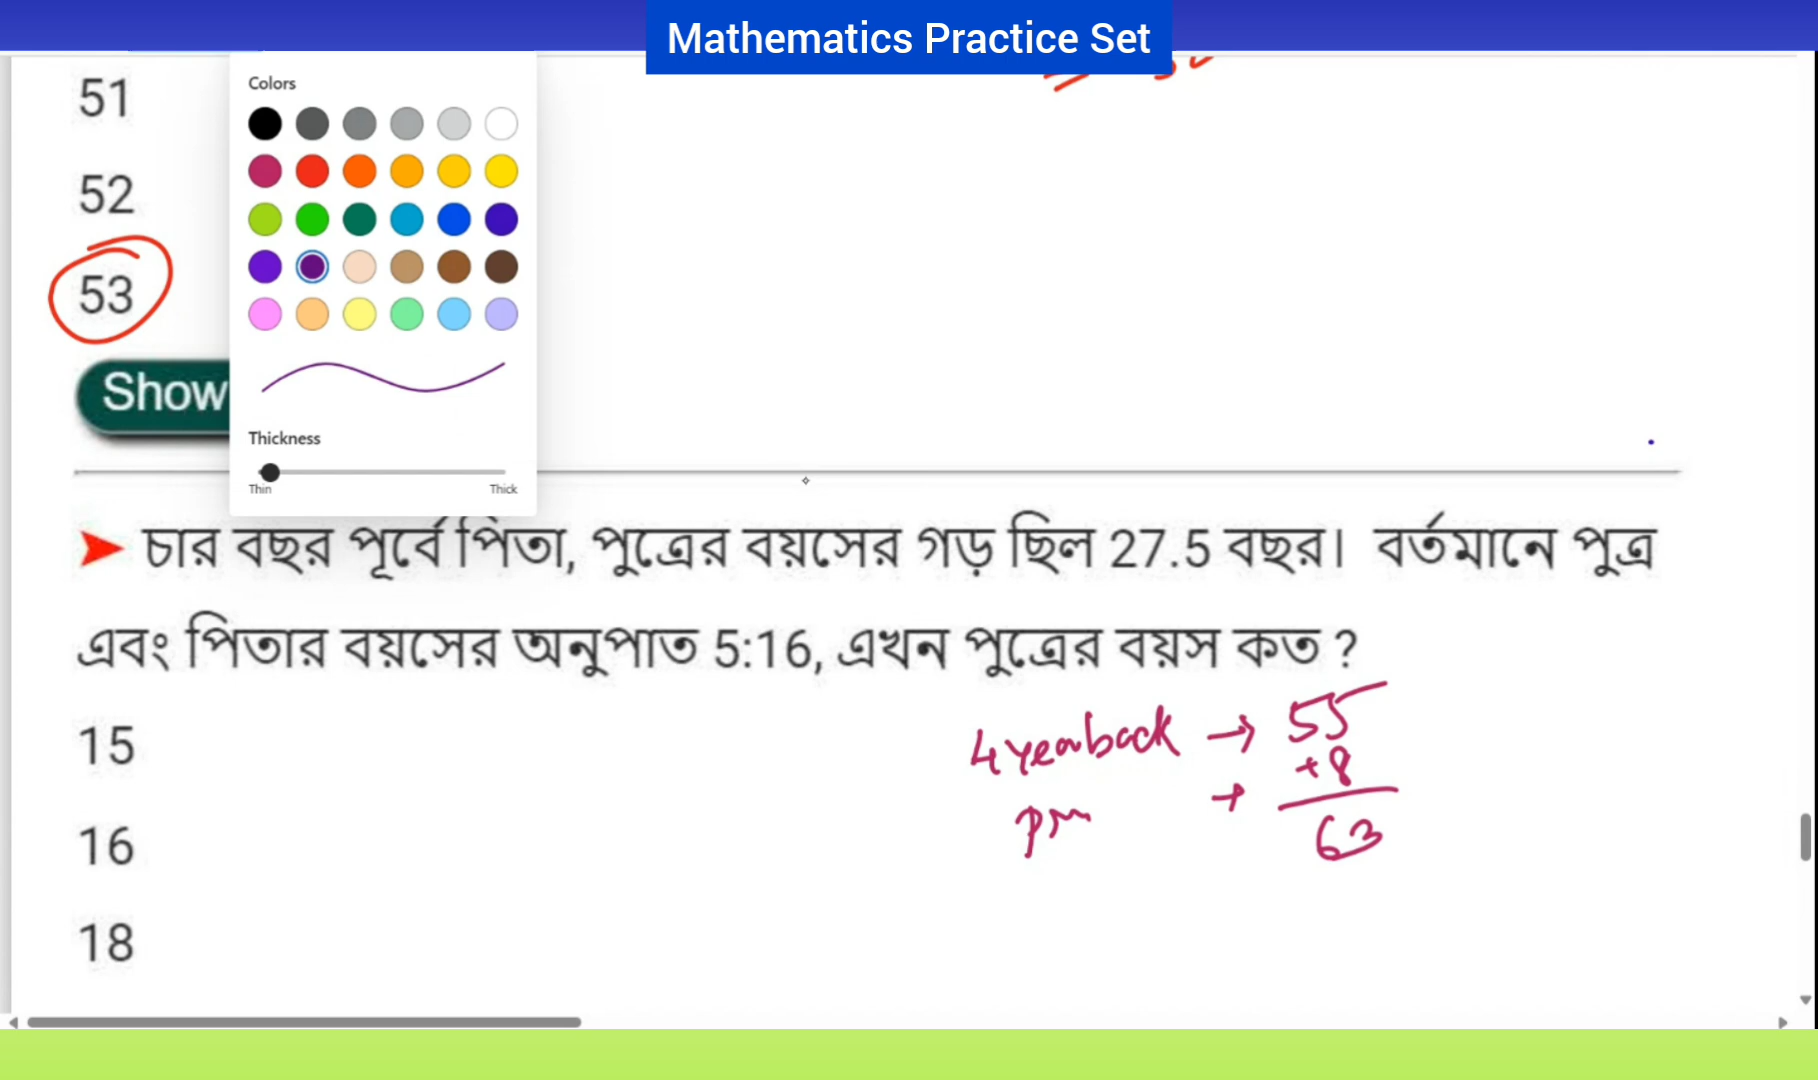 Mathematics Practice Set
51
52
53
Show
Colors
Thickness
Thin Thick
চার বছর পূর্বে পিতা, পুত্রের বয়সের গড় ছিল 27.5 বছর। বর্তমানে পুত্র
এবং পিতার বয়সের অনুপাত 5:16, এখন পুত্রের বয়স কত ?
4 year back → 55
+8
→ 63
15
16
18